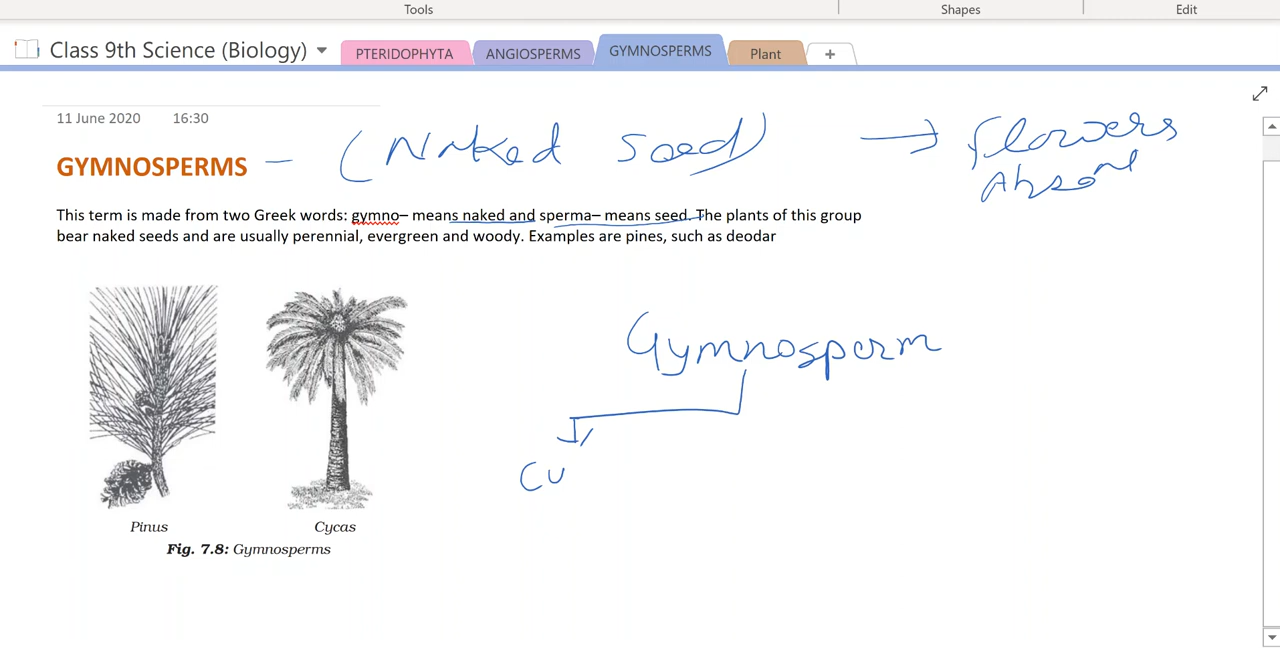 Tools Shapes Edit
Class 9th Science (Biology) PTERIDOPHYTA ANGIOSPERMS GYMNOSPERMS Plant +
11 June 2020 16:30
GYMNOSPERMS - (Naked Seed) → flowers
Absent
This term is made from two Greek words: gymno– means naked and sperma– means seed. The plants of this group
bear naked seeds and are usually perennial, evergreen and woody. Examples are pines, such as deodar
Gymnosperm
Cu
Pinus Cycas
Fig. 7.8: Gymnosperms